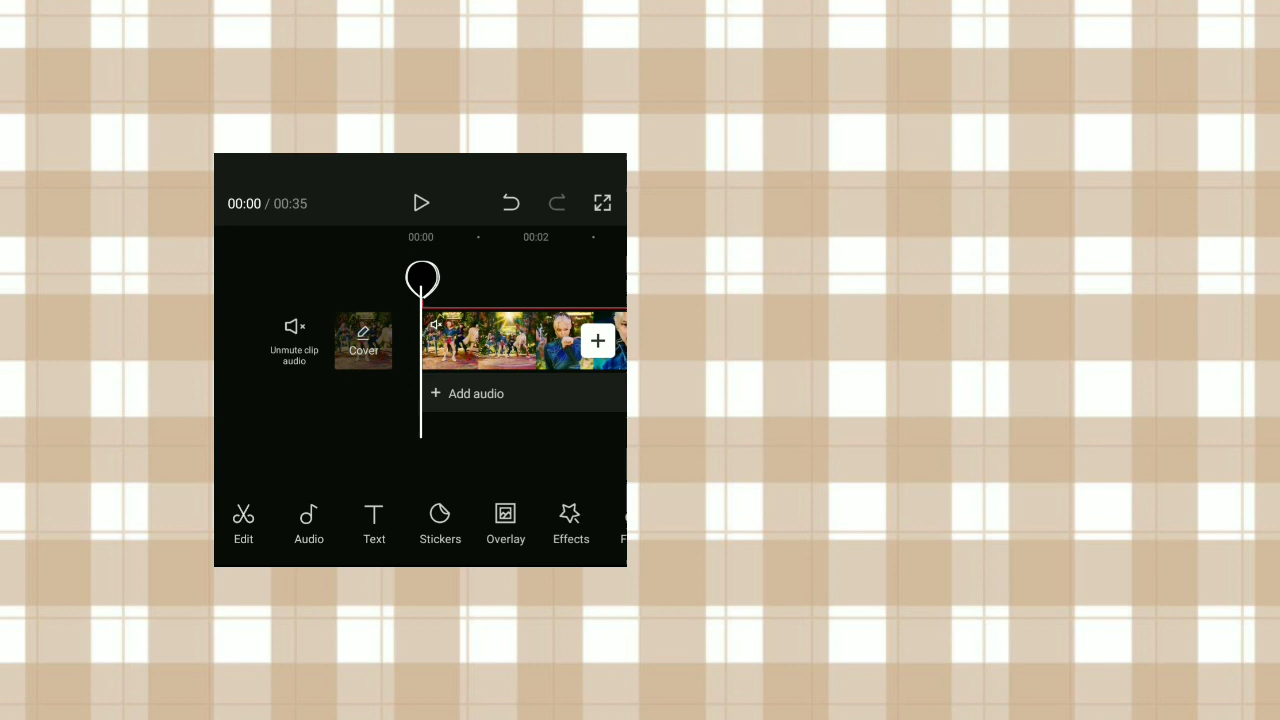 00:00 / 00:35
00:00 00:02
Unmute clip
audio
Cover
+ Add audio
Edit Audio Text Stickers Overlay Effects F